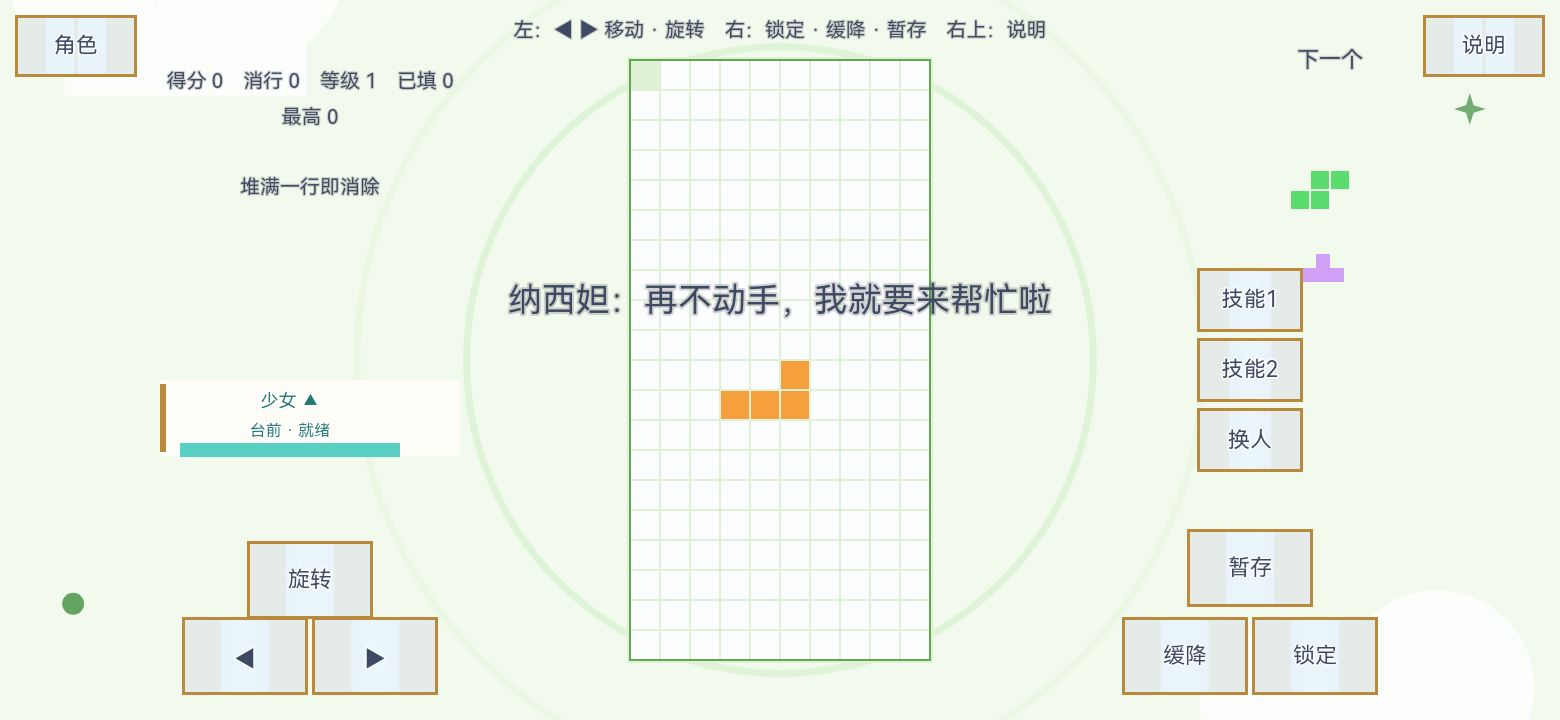 角色
左: ◀ ▶ 移动 · 旋转 右: 锁定 · 缓降 · 暂存 右上: 说明
说明
得分 0 消行 0 等级 1 已填 0
最高 0
下一个
堆满一行即消除
纳西妲: 再不动手，我就要来帮忙啦
技能1
技能2
换人
少女 ▲
台前 · 就绪
旋转
◀ ▶
暂存
缓降 锁定